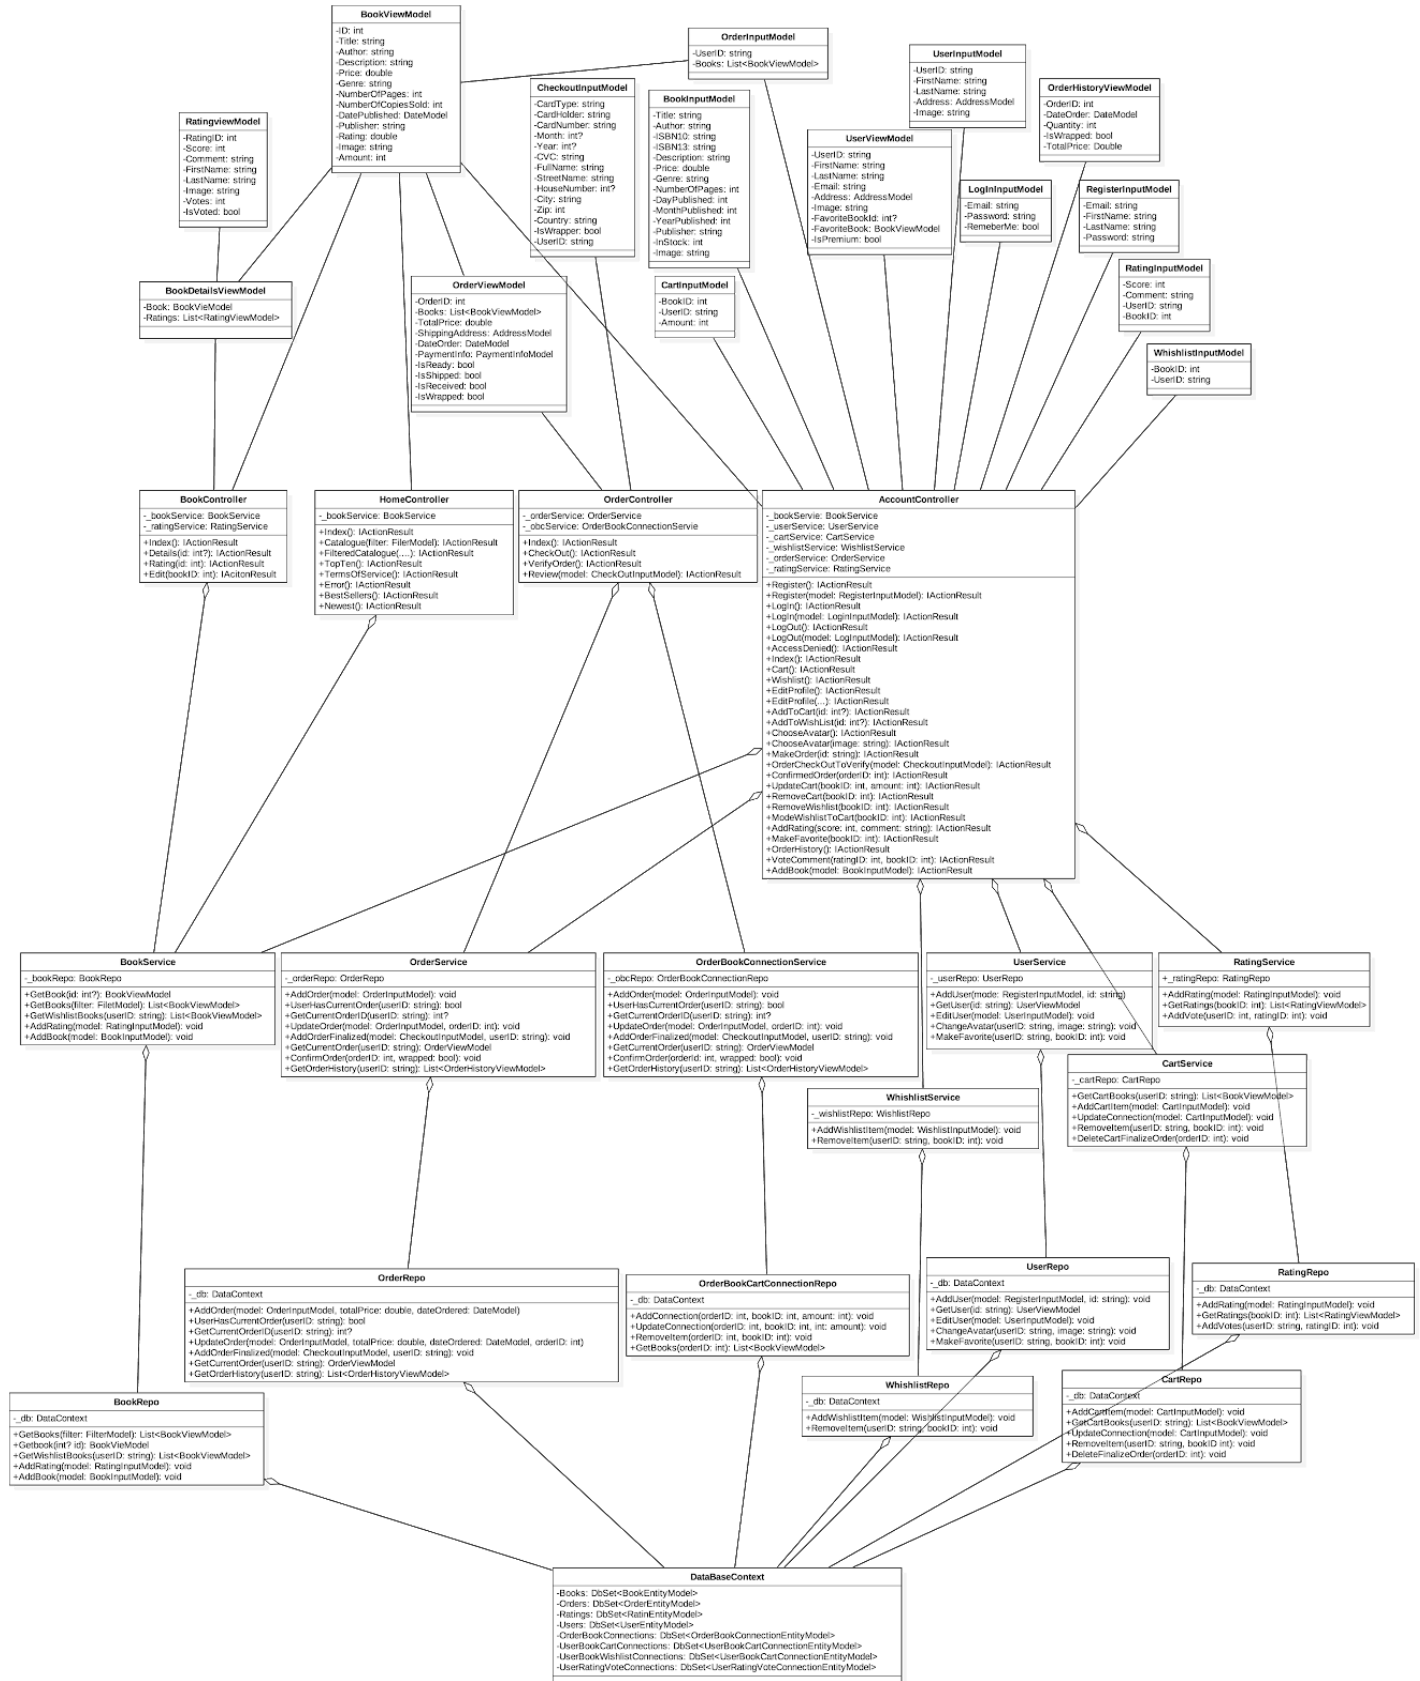 BookViewModel
-ID: int
-Title: string
-Author: string
-Description: string
-Price: double
-Genre: string
-NumberOfPages: int
-NumberOfCopiesSold: int
-DatePublished: DateModel
-Publisher: string
-Rating: double
-Image: string
-Amount: int
OrderInputModel
-UserID: string
-Books: List<BookViewModel>
UserInputModel
-UserID: string
-FirstName: string
-LastName: string
-Address: AddressModel
-Image: string
CheckoutInputModel
-CardType: string
-CardHolder: string
-CardNumber: string
-Month: int?
-Year: int?
-CVC: string
-FullName: string
-StreetName: string
-HouseNumber: int?
-City: string
-Zip: int
-Country: string
-IsWrapper: bool
-UserID: string
BookInputModel
-Title: string
-Author: string
-ISBN10: string
-ISBN13: string
-Description: string
-Price: double
-Genre: string
-NumberOfPages: int
-DayPublished: int
-MonthPublished: int
-YearPublished: int
-Publisher: string
-InStock: int
-Image: string
OrderHistoryViewModel
-OrderID: int
-DateOrder: DateModel
-Quantity: int
-IsWrapped: bool
-TotalPrice: Double
RatingviewModel
-RatingID: int
-Score: int
-Comment: string
-FirstName: string
-LastName: string
-Image: string
-Votes: int
-IsVoted: bool
UserViewModel
-UserID: string
-FirstName: string
-LastName: string
-Email: string
-Address: AddressModel
-Image: string
-FavoriteBookId: int?
-FavoriteBook: BookViewModel
-IsPremium: bool
LogInInputModel
-Email: string
-Password: string
-RemeberMe: bool
RegisterInputModel
-Email: string
-FirstName: string
-LastName: string
-Password: string
RatingInputModel
-Score: int
-Comment: string
-UserID: string
-BookID: int
BookDetailsViewModel
-Book: BookVieModel
-Ratings: List<RatingViewModel>
OrderViewModel
-OrderID: int
-Books: List<BookViewModel>
-TotalPrice: double
-ShippingAddress: AddressModel
-DateOrder: DateModel
-PaymentInfo: PaymentInfoModel
-IsReady: bool
-IsShipped: bool
-IsReceived: bool
-IsWrapped: bool
CartInputModel
-BookID: int
-UserID: string
-Amount: int
WhishlistInputModel
-BookID: int
-UserID: string
BookController
-_bookService: BookService
-_ratingService: RatingService
+Index(): IActionResult
+Details(id: int?): IActionResult
+Rating(id: int): IActionResult
+Edit(bookID: int): IAcitonResult
HomeController
-_bookService: BookService
+Index(): IActionResult
+Catalogue(filter: FilerModel): IActionResult
+FilteredCatalogue(....): IActionResult
+TopTen(): IActionResult
+TermsOfService(): IActionResult
+Error(): IActionResult
+BestSellers(): IActionResult
+Newest(): IActionResult
OrderController
-_orderService: OrderService
-_obcService: OrderBookConnectionServie
+Index(): IActionResult
+CheckOut(): IActionResult
+VerifyOrder(): IActionResult
+Review(model: CheckOutInputModel): IActionResult
AccountController
-_bookServie: BookService
-_userService: UserService
-_cartService: CartService
-_wishlistService: WishlistService
-_orderService: OrderService
-_ratingService: RatingService
+Register(): IActionResult
+Register(model: RegisterInputModel): IActionResult
+LogIn(): IActionResult
+LogIn(model: LoginInputModel): IActionResult
+LogOut(): IActionResult
+LogOut(model: LogInputModel): IActionResult
+AccessDenied(): IActionResult
+Index(): IActionResult
+Cart(): IActionResult
+Wishlist(): IActionResult
+EditProfile(): IActionResult
+EditProfile(...): IActionResult
+AddToCart(id: int?): IActionResult
+AddToWishList(id: int?): IActionResult
+ChooseAvatar(): IActionResult
+ChooseAvatar(image: string): IActionResult
+MakeOrder(id: string): IActionResult
+OrderCheckOutToVerify(model: CheckoutInputModel): IActionResult
+ConfirmedOrder(orderID: int): IActionResult
+UpdateCart(bookID: int, amount: int): IActionResult
+RemoveCart(bookID: int): IActionResult
+RemoveWishlist(bookID: int): IActionResult
+ModeWishlistToCart(bookID: int): IActionResult
+AddRating(score: int, comment: string): IActionResult
+MakeFavorite(bookID: int): IActionResult
+OrderHistory(): IActionResult
+VoteComment(ratingID: int, bookID: int): IActionResult
+AddBook(model: BookInputModel): IActionResult
BookService
-_bookRepo: BookRepo
+GetBook(id: int?): BookViewModel
+GetBooks(filter: FiletModel): List<BookViewModel>
+GetWishlistBooks(userID: string): List<BookViewModel>
+AddRating(model: RatingInputModel): void
+AddBook(model: BookInputModel): void
OrderService
-_orderRepo: OrderRepo
+AddOrder(model: OrderInputModel): void
+UserHasCurrentOrder(userID: string): bool
+GetCurrentOrderID(userID: string): int?
+UpdateOrder(model: OrderInputModel, orderID: int): void
+AddOrderFinalized(model: CheckoutInputModel, userID: string): void
+GetCurrentOrder(userID: string): OrderViewModel
+ConfirmOrder(orderID: int, wrapped: bool): void
+GetOrderHistory(userID: string): List<OrderHistoryViewModel>
OrderBookConnectionService
-_obcRepo: OrderBookConnectionRepo
+AddOrder(model: OrderInputModel): void
+UserHasCurrentOrder(userID: string): bool
+GetCurrentOrderID(userID: string): int?
+UpdateOrder(model: OrderInputModel, orderID: int): void
+AddOrderFinalized(model: CheckoutInputModel, userID: string): void
+GetCurrentOrder(userID: string): OrderViewModel
+ConfirmOrder(orderId: int, wrapped: bool): void
+GetOrderHistory(userID: string): List<OrderHistoryViewModel>
UserService
-_userRepo: UserRepo
+AddUser(model: RegisterInputModel, id: string)
+GetUser(id: string): UserViewModel
+EditUser(model: UserInputModel): void
+ChangeAvatar(userID: string, image: string): void
+MakeFavorite(userID: string, bookID: int): void
RatingService
+_ratingRepo: RatingRepo
+AddRating(model: RatingInputModel): void
+GetRatings(bookID: int): List<RatingViewModel>
+AddVote(userID: int, ratingID: int): void
CartService
-_cartRepo: CartRepo
+GetCartBooks(userID: string): List<BookViewModel>
+AddCartItem(model: CartInputModel): void
+UpdateConnection(model: CartInputModel): void
+RemoveItem(userID: string, bookID: int): void
+DeleteCartFinalizeOrder(orderID: int): void
WhishlistService
-_wishlistRepo: WishlistRepo
+AddWishlistItem(model: WishlistInputModel): void
+RemoveItem(userID: string, bookID: int): void
OrderRepo
-_db: DataContext
+AddOrder(model: OrderInputModel, totalPrice: double, dateOrdered: DateModel)
+UserHasCurrentOrder(userID: string): bool
+GetCurrentOrderID(userID: string): int?
+UpdateOrder(model: OrderInputModel, totalPrice: double, dateOrdered: DateModel, orderID: int)
+AddOrderFinalized(model: CheckoutInputModel, userID: string): void
+GetCurrentOrder(userID: string): OrderViewModel
+GetOrderHistory(userID: string): List<OrderHistoryViewModel>
OrderBookCartConnectionRepo
-_db: DataContext
+AddConnection(orderID: int, bookID: int, amount: int): void
+UpdateConnection(orderID: int, bookID: int, int: amount): void
+RemoveItem(orderID: int, bookID: int): void
+GetBooks(orderID: int): List<BookViewModel>
UserRepo
-_db: DataContext
+AddUser(model: RegisterInputModel, id: string): void
+GetUser(id: string): UserViewModel
+EditUser(model: UserInputModel): void
+ChangeAvatar(userID: string, image: string): void
+MakeFavorite(userID: string, bookID: int): void
RatingRepo
-_db: DataContext
+AddRating(model: RatingInputModel): void
+GetRatings(bookID: int): List<RatingViewModel>
+AddVotes(userID: string, ratingID: int): void
BookRepo
-_db: DataContext
+GetBooks(filter: FilterModel): List<BookViewModel>
+Getbook(int? id): BookVieModel
+GetWishlistBooks(userID: string): List<BookViewModel>
+AddRating(model: RatingInputModel): void
+AddBook(model: BookInputModel): void
WhishlistRepo
-_db: DataContext
+AddWishlistItem(model: WishlistInputModel): void
+RemoveItem(userID: string, bookID: int): void
CartRepo
-_db: DataContext
+AddCartItem(model: CartInputModel): void
+GetCartBooks(userID: string): List<BookViewModel>
+UpdateConnection(model: CartInputModel): void
+RemoveItem(userID: string, bookID int): void
+DeleteFinalizeOrder(orderID: int): void
DataBaseContext
-Books: DbSet<BookEntityModel>
-Orders: DbSet<OrderEntityModel>
-Ratings: DbSet<RatinEntityModel>
-Users: DbSet<UserEntityModel>
-OrderBookConnections: DbSet<OrderBookConnectionEntityModel>
-UserBookCartConnections: DbSet<UserBookCartConnectionEntityModel>
-UserBookWishlistConnections: DbSet<UserBookCartConnectionEntityModel>
-UserRatingVoteConnections: DbSet<UserRatingVoteConnectionEntityModel>